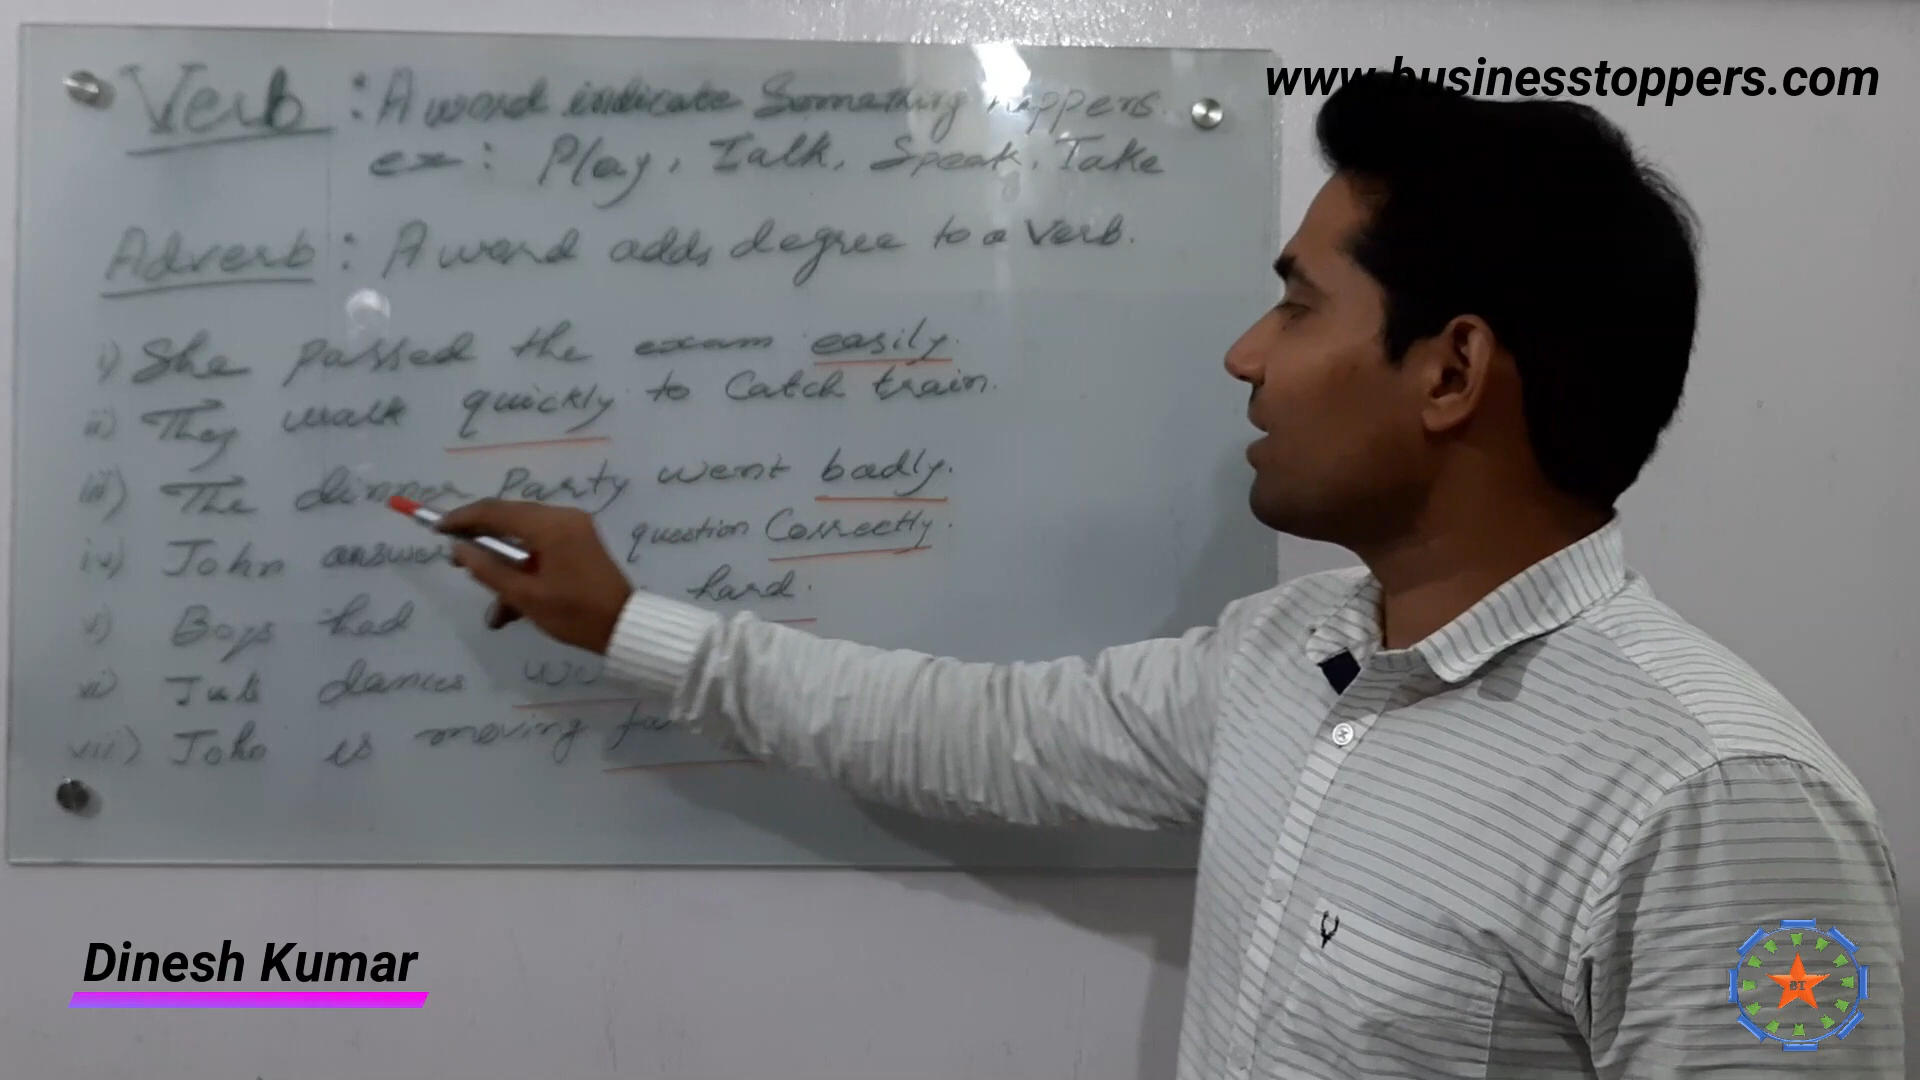 www.businesstoppers.com
Verb : A word indicate Something happens.
ex : Play, Talk, Speak, Take
Adverb : A word adds degree to a Verb.
i) She passed the exam easily.
ii) They walk quickly to Catch train.
iii) The dinner Party went badly.
iv) John answer question Correctly.
v) Boys had hard.
vi) dances
vii) John is moving
Dinesh Kumar
BT